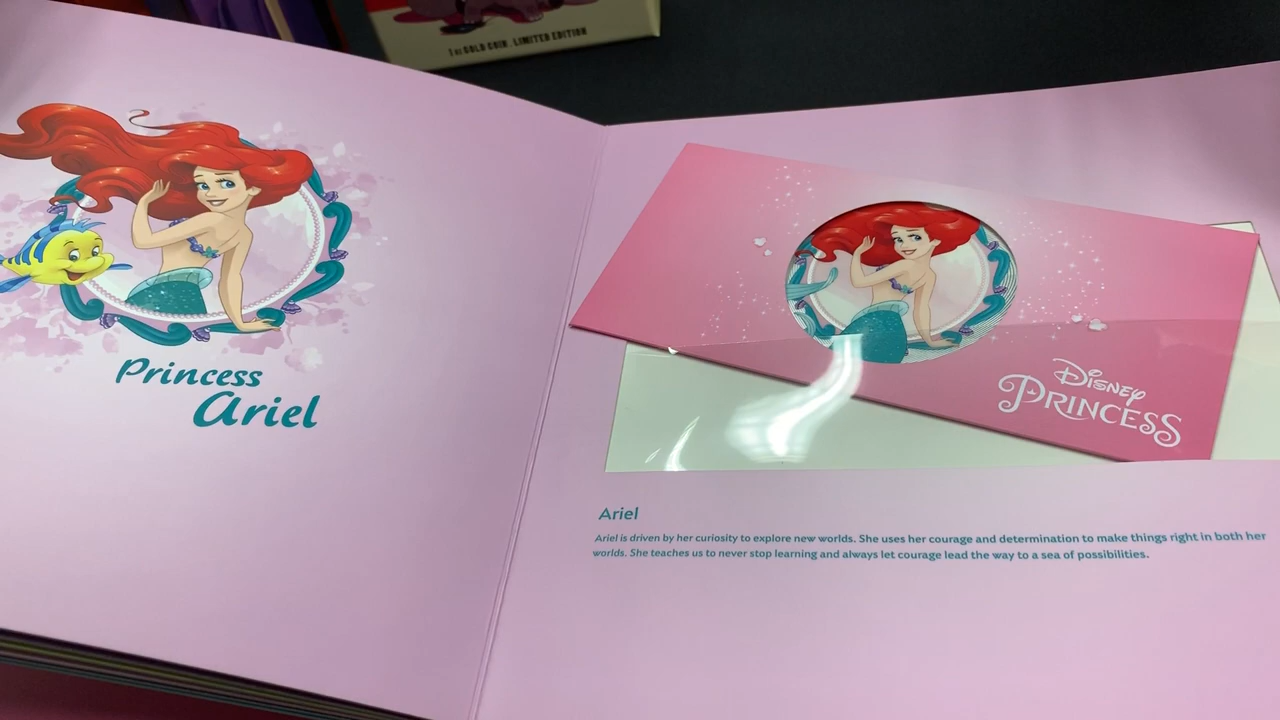 1 oz GOLD COIN . LIMITED EDITION
Princess
Ariel
Disney
PRINCESS
Ariel
Ariel is driven by her curiosity to explore new worlds. She uses her courage and determination to make things right in both her
worlds. She teaches us to never stop learning and always let courage lead the way to a sea of possibilities.